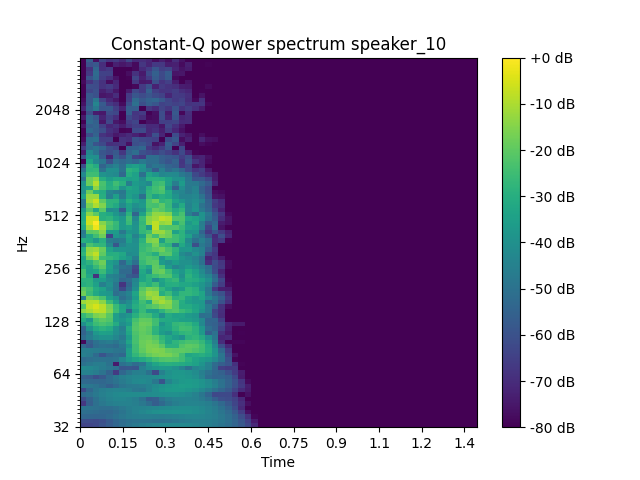 Constant-Q power spectrum speaker_10
Hz
2048
1024
512
256
128
64
32
0 0.15 0.3 0.45 0.6 0.75 0.9 1.1 1.2 1.4
Time
+0 dB
-10 dB
-20 dB
-30 dB
-40 dB
-50 dB
-60 dB
-70 dB
-80 dB